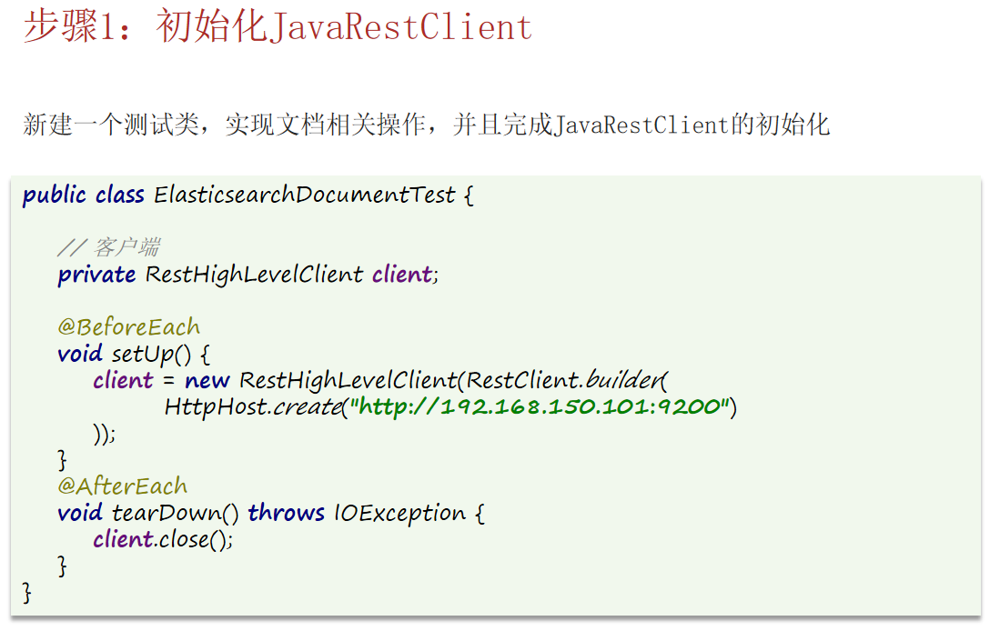 步骤1：初始化JavaRestClient
新建一个测试类，实现文档相关操作，并且完成JavaRestClient的初始化
public class ElasticsearchDocumentTest {
// 客户端
private RestHighLevelClient client;
@BeforeEach
void setUp() {
client = new RestHighLevelClient(RestClient.builder(
HttpHost.create("http://192.168.150.101:9200")
));
}
@AfterEach
void tearDown() throws IOException {
client.close();
}
}